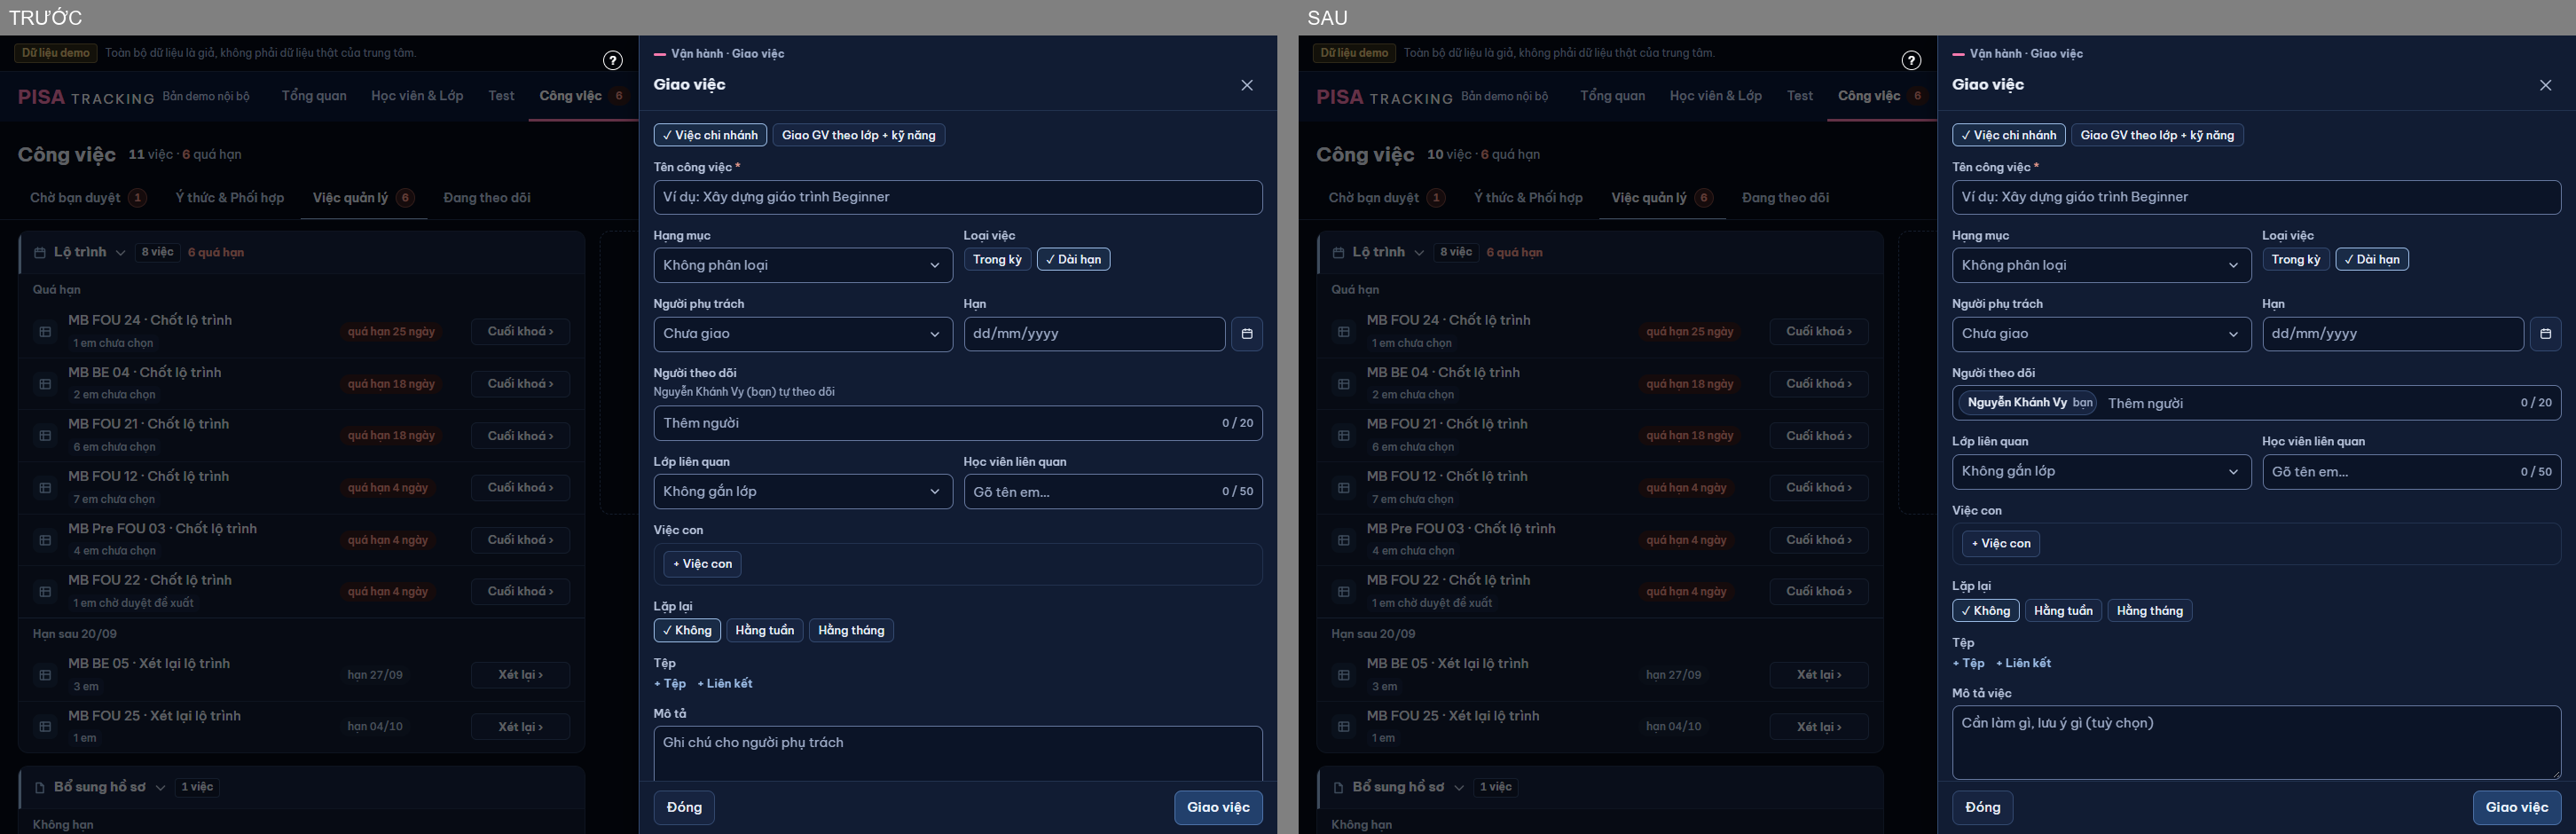 TRƯỚC
Dữ liệu demo Toàn bộ dữ liệu là giả, không phải dữ liệu thật của trung tâm. ?
PISA TRACKING Bản demo nội bộ Tổng quan Học viên & Lớp Test Công việc 6
Công việc 11 việc · 6 quá hạn
Chờ bạn duyệt 1 Ý thức & Phối hợp Việc quản lý 6 Đang theo dõi
Lộ trình 8 việc 6 quá hạn
Quá hạn
MB FOU 24 · Chốt lộ trình
1 em chưa chọn
quá hạn 25 ngày Cuối khoá ›
MB BE 04 · Chốt lộ trình
2 em chưa chọn
quá hạn 18 ngày Cuối khoá ›
MB FOU 21 · Chốt lộ trình
6 em chưa chọn
quá hạn 18 ngày Cuối khoá ›
MB FOU 12 · Chốt lộ trình
7 em chưa chọn
quá hạn 4 ngày Cuối khoá ›
MB Pre FOU 03 · Chốt lộ trình
4 em chưa chọn
quá hạn 4 ngày Cuối khoá ›
MB FOU 22 · Chốt lộ trình
1 em chờ duyệt đề xuất
quá hạn 4 ngày Cuối khoá ›
Hạn sau 20/09
MB BE 05 · Xét lại lộ trình
3 em
hạn 27/09 Xét lại ›
MB FOU 25 · Xét lại lộ trình
1 em
hạn 04/10 Xét lại ›
Bổ sung hồ sơ 1 việc
Không hạn
Vận hành · Giao việc
Giao việc
✓ Việc chi nhánh Giao GV theo lớp + kỹ năng
Tên công việc *
Ví dụ: Xây dựng giáo trình Beginner
Hạng mục Loại việc
Không phân loại Trong kỳ ✓ Dài hạn
Người phụ trách Hạn
Chưa giao dd/mm/yyyy
Người theo dõi
Nguyễn Khánh Vy (bạn) tự theo dõi
Thêm người 0 / 20
Lớp liên quan Học viên liên quan
Không gắn lớp Gõ tên em... 0 / 50
Việc con
+ Việc con
Lặp lại
✓ Không Hằng tuần Hằng tháng
Tệp
+ Tệp + Liên kết
Mô tả
Ghi chú cho người phụ trách
Đóng Giao việc
SAU
Dữ liệu demo Toàn bộ dữ liệu là giả, không phải dữ liệu thật của trung tâm. ?
PISA TRACKING Bản demo nội bộ Tổng quan Học viên & Lớp Test Công việc 6
Công việc 10 việc · 6 quá hạn
Chờ bạn duyệt 1 Ý thức & Phối hợp Việc quản lý 6 Đang theo dõi
Lộ trình 8 việc 6 quá hạn
Quá hạn
MB FOU 24 · Chốt lộ trình
1 em chưa chọn
quá hạn 25 ngày Cuối khoá ›
MB BE 04 · Chốt lộ trình
2 em chưa chọn
quá hạn 18 ngày Cuối khoá ›
MB FOU 21 · Chốt lộ trình
6 em chưa chọn
quá hạn 18 ngày Cuối khoá ›
MB FOU 12 · Chốt lộ trình
7 em chưa chọn
quá hạn 4 ngày Cuối khoá ›
MB Pre FOU 03 · Chốt lộ trình
4 em chưa chọn
quá hạn 4 ngày Cuối khoá ›
MB FOU 22 · Chốt lộ trình
1 em chờ duyệt đề xuất
quá hạn 4 ngày Cuối khoá ›
Hạn sau 20/09
MB BE 05 · Xét lại lộ trình
3 em
hạn 27/09 Xét lại ›
MB FOU 25 · Xét lại lộ trình
1 em
hạn 04/10 Xét lại ›
Bổ sung hồ sơ 1 việc
Không hạn
Vận hành · Giao việc
Giao việc
✓ Việc chi nhánh Giao GV theo lớp + kỹ năng
Tên công việc *
Ví dụ: Xây dựng giáo trình Beginner
Hạng mục Loại việc
Không phân loại Trong kỳ ✓ Dài hạn
Người phụ trách Hạn
Chưa giao dd/mm/yyyy
Người theo dõi
Nguyễn Khánh Vy bạn Thêm người 0 / 20
Lớp liên quan Học viên liên quan
Không gắn lớp Gõ tên em... 0 / 50
Việc con
+ Việc con
Lặp lại
✓ Không Hằng tuần Hằng tháng
Tệp
+ Tệp + Liên kết
Mô tả việc
Cần làm gì, lưu ý gì (tuỳ chọn)
Đóng Giao việc